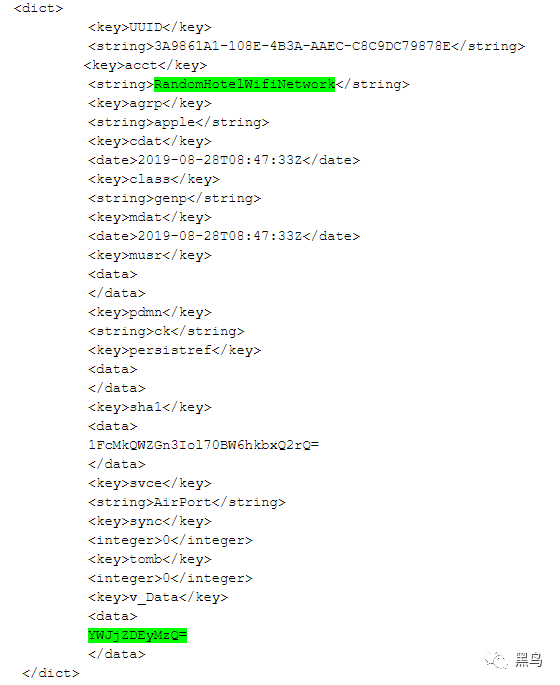 <dict>
<key>UUID</key>
<string>3A9861A1-108E-4B3A-AAEC-C8C9DC79878E</string>
<key>acct</key>
<string>RandomHotelWifiNetwork</string>
<key>agrp</key>
<string>apple</string>
<key>cdat</key>
<date>2019-08-28T08:47:33Z</date>
<key>class</key>
<string>genp</string>
<key>mdat</key>
<date>2019-08-28T08:47:33Z</date>
<key>musr</key>
<data>
</data>
<key>pdmn</key>
<string>ck</string>
<key>persistref</key>
<data>
</data>
<key>sha1</key>
<data>
1FcMkQWZGn3Iol70BW6hkbxQ2rQ=
</data>
<key>svce</key>
<string>AirPort</string>
<key>sync</key>
<integer>0</integer>
<key>tomb</key>
<integer>0</integer>
<key>v_Data</key>
<data>
YWJjZDEyMzQ=
</data>
</dict>
黑鸟